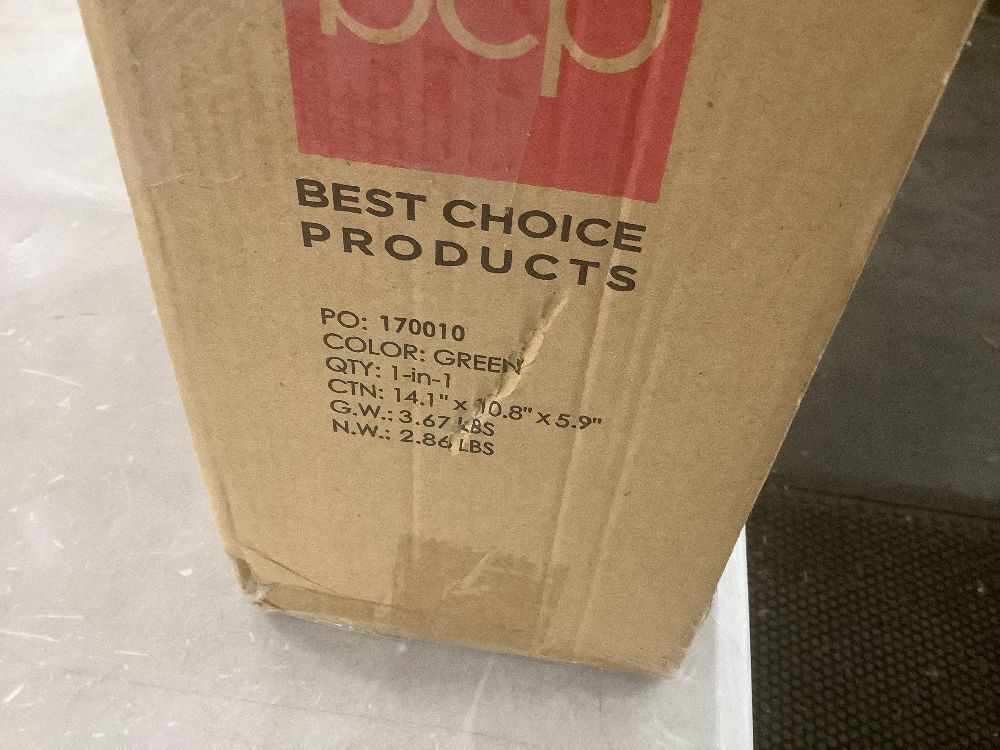 bcp
BEST CHOICE
PRODUCTS
PO: 170010
COLOR: GREEN
QTY: 1-in-1
CTN: 14.1" x 10.8" x 5.9"
G.W.: 3.67 LBS
N.W.: 2.86 LBS